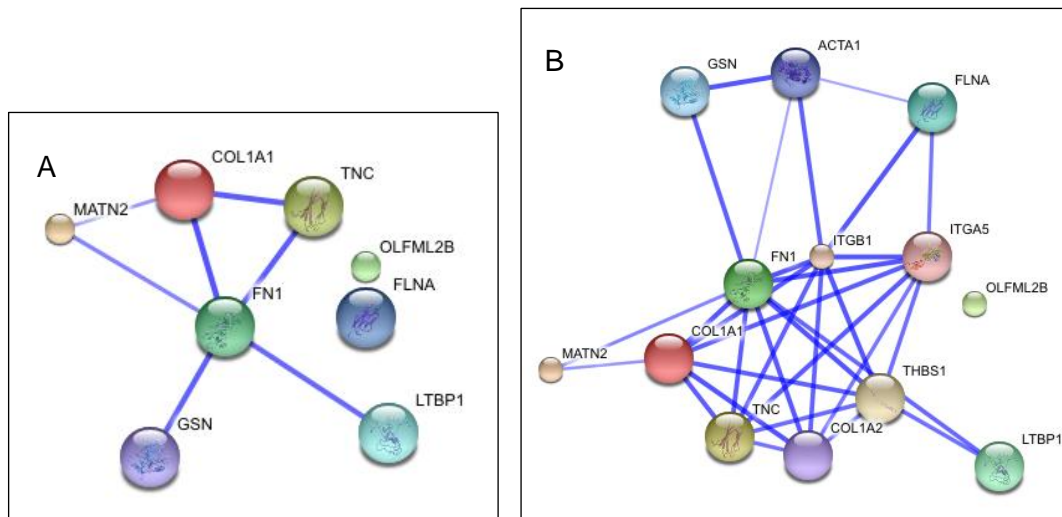 A
COL1A1
TNC
MATN2
OLFML2B
FLNA
FN1
LTBP1
GSN
B
ACTA1
GSN
FLNA
ITGB1
ITGA5
FN1
OLFML2B
COL1A1
MATN2
THBS1
TNC
COL1A2
LTBP1